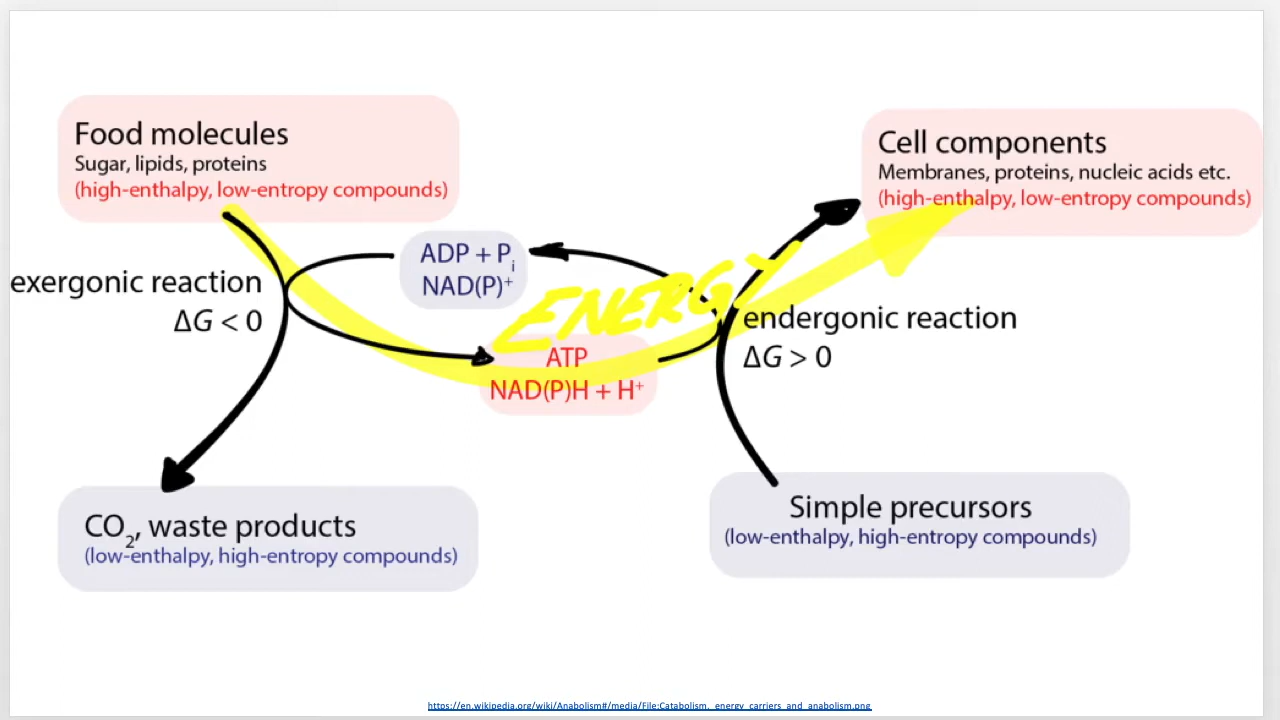 Food molecules
Sugar, lipids, proteins
(high-enthalpy, low-entropy compounds)
Cell components
Membranes, proteins, nucleic acids etc.
(high-enthalpy, low-entropy compounds)
exergonic reaction
ΔG < 0
ADP + Pi
NAD(P)+
ENERGY
ATP
NAD(P)H + H+
endergonic reaction
ΔG > 0
CO2, waste products
(low-enthalpy, high-entropy compounds)
Simple precursors
(low-enthalpy, high-entropy compounds)
https://en.wikipedia.org/wiki/Anabolism#/media/File:Catabolism,_energy_carriers_and_anabolism.png